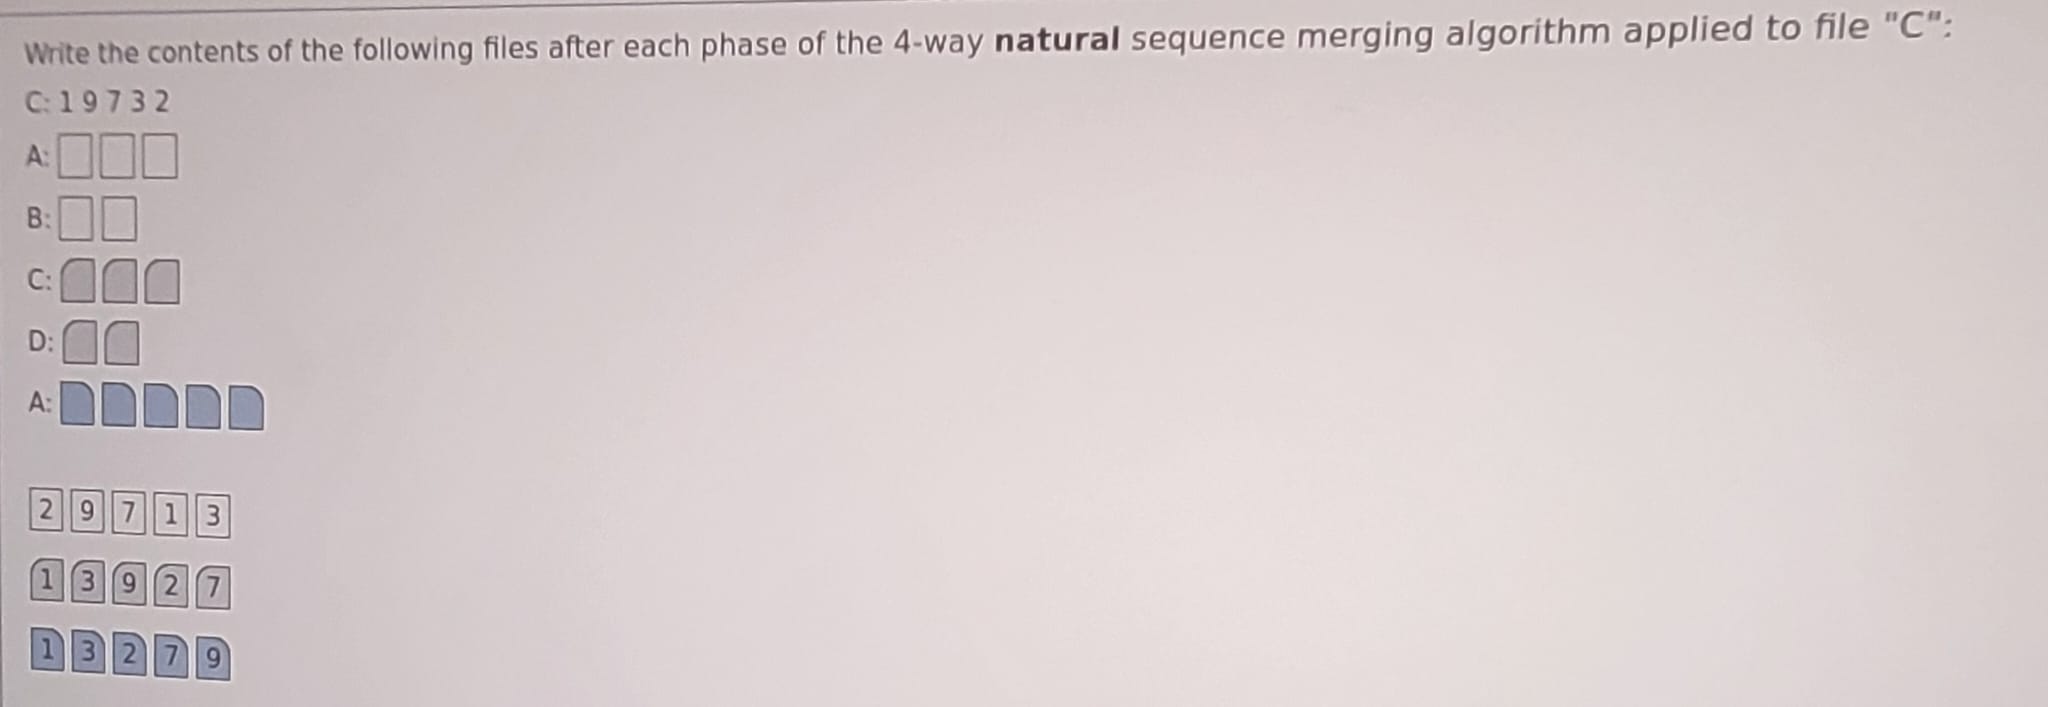 Write the contents of the following files after each phase of the 4-way natural sequence merging algorithm applied to file "C":
C: 1 9 7 3 2
A:
B:
C:
D:
A:
2 9 7 1 3
1 3 9 2 7
1 3 2 7 9